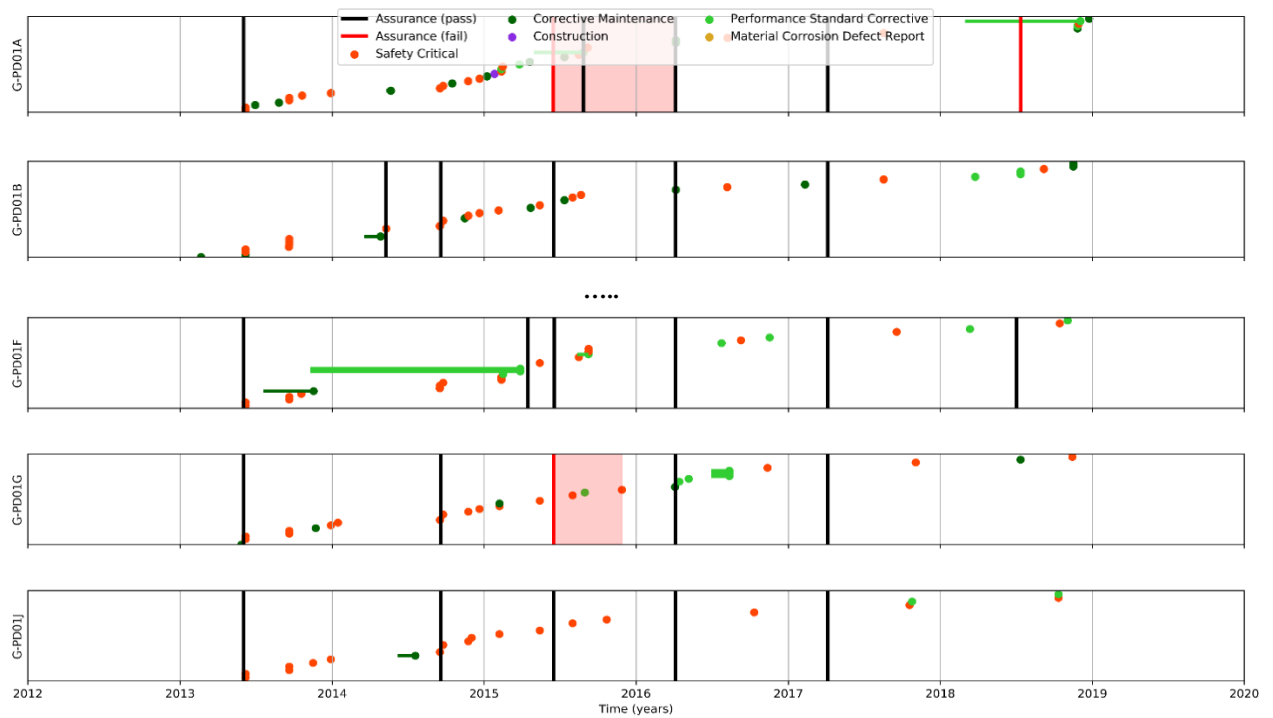 Assurance (pass)
Assurance (fail)
Safety Critical
Corrective Maintenance
Construction
Performance Standard Corrective
Material Corrosion Defect Report
G-PD01A
G-PD01B
.....
G-PD01F
G-PD01G
G-PD01J
2012 2013 2014 2015 2016 2017 2018 2019 2020
Time (years)